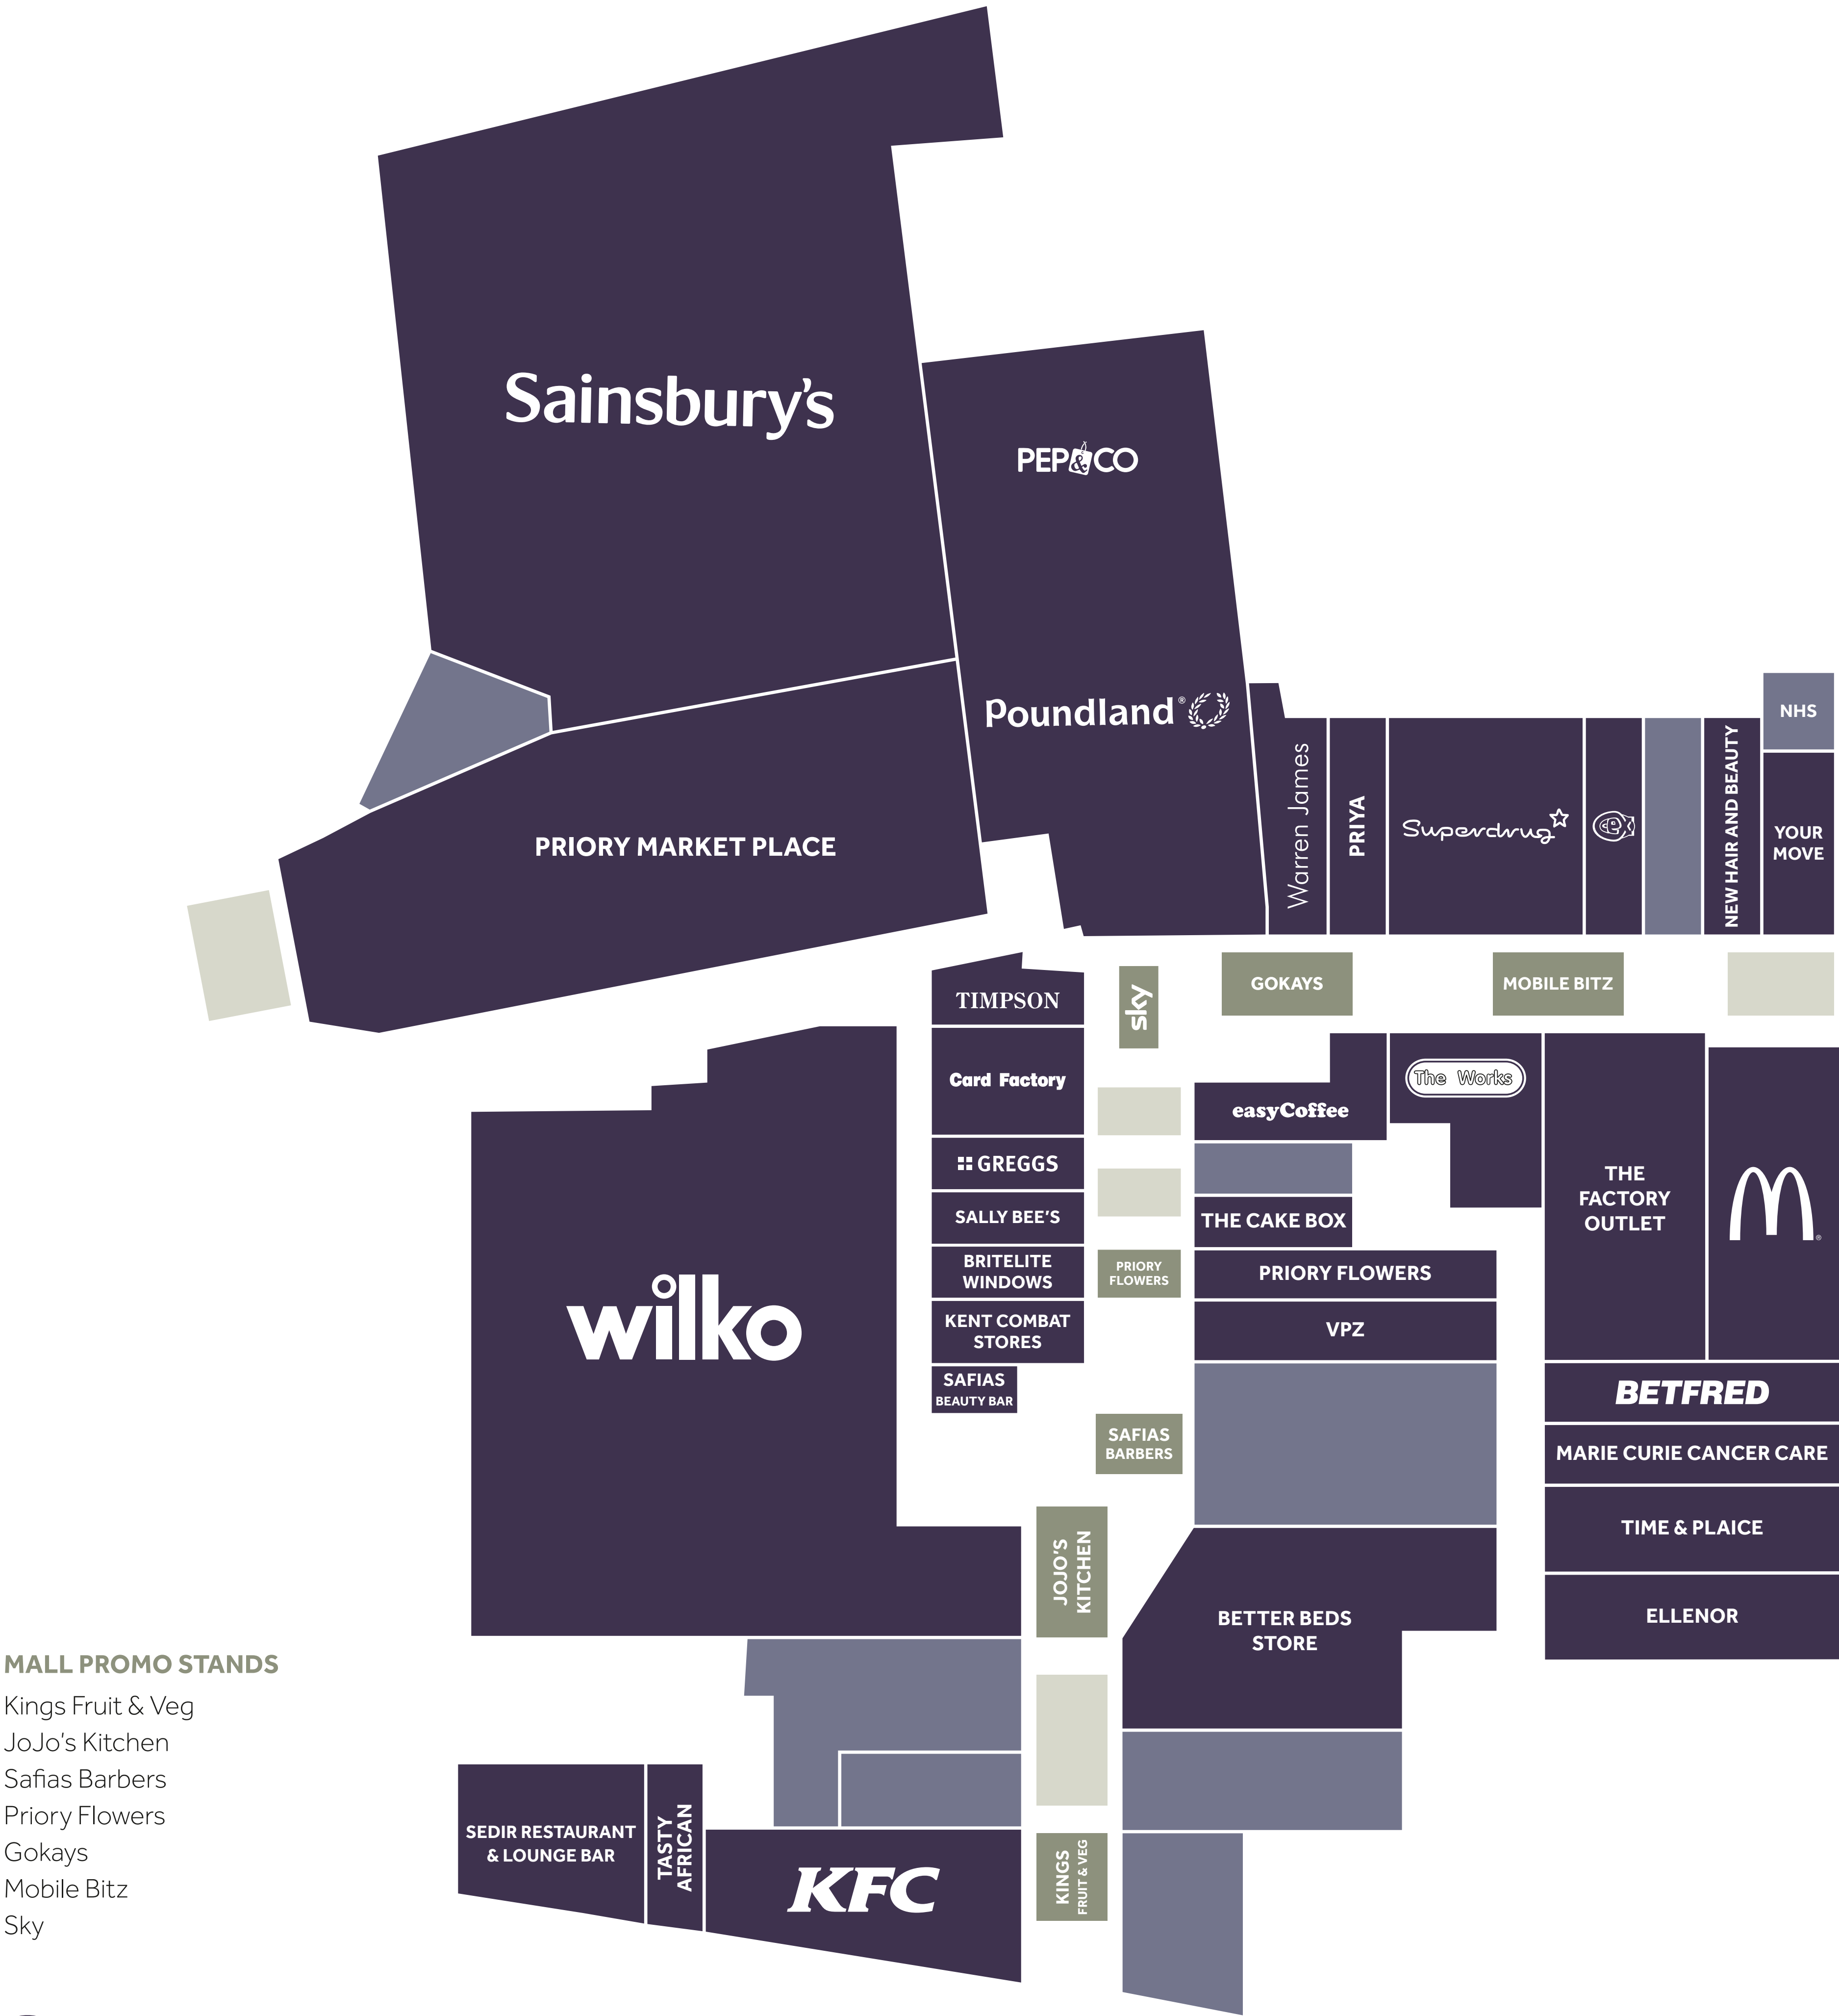 Sainsbury's
PEP&CO
Poundland®
PRIORY MARKET PLACE
Warren James
PRIYA
Superdrug
NEW HAIR AND BEAUTY
NHS
YOUR
MOVE
TIMPSON
sky
GOKAYS
MOBILE BITZ
Card Factory
GREGGS
SALLY BEE'S
BRITELITE
WINDOWS
KENT COMBAT
STORES
SAFIAS
BEAUTY BAR
easyCoffee
The Works
THE CAKE BOX
PRIORY
FLOWERS
PRIORY FLOWERS
VPZ
THE
FACTORY
OUTLET
M®
wilko
BETFRED
MARIE CURIE CANCER CARE
TIME & PLAICE
ELLENOR
SAFIAS
BARBERS
JOJO'S
KITCHEN
BETTER BEDS
STORE
SEDIR RESTAURANT
& LOUNGE BAR
TASTY
AFRICAN
KFC
KINGS
FRUIT & VEG
MALL PROMO STANDS
Kings Fruit & Veg
JoJo's Kitchen
Safias Barbers
Priory Flowers
Gokays
Mobile Bitz
Sky